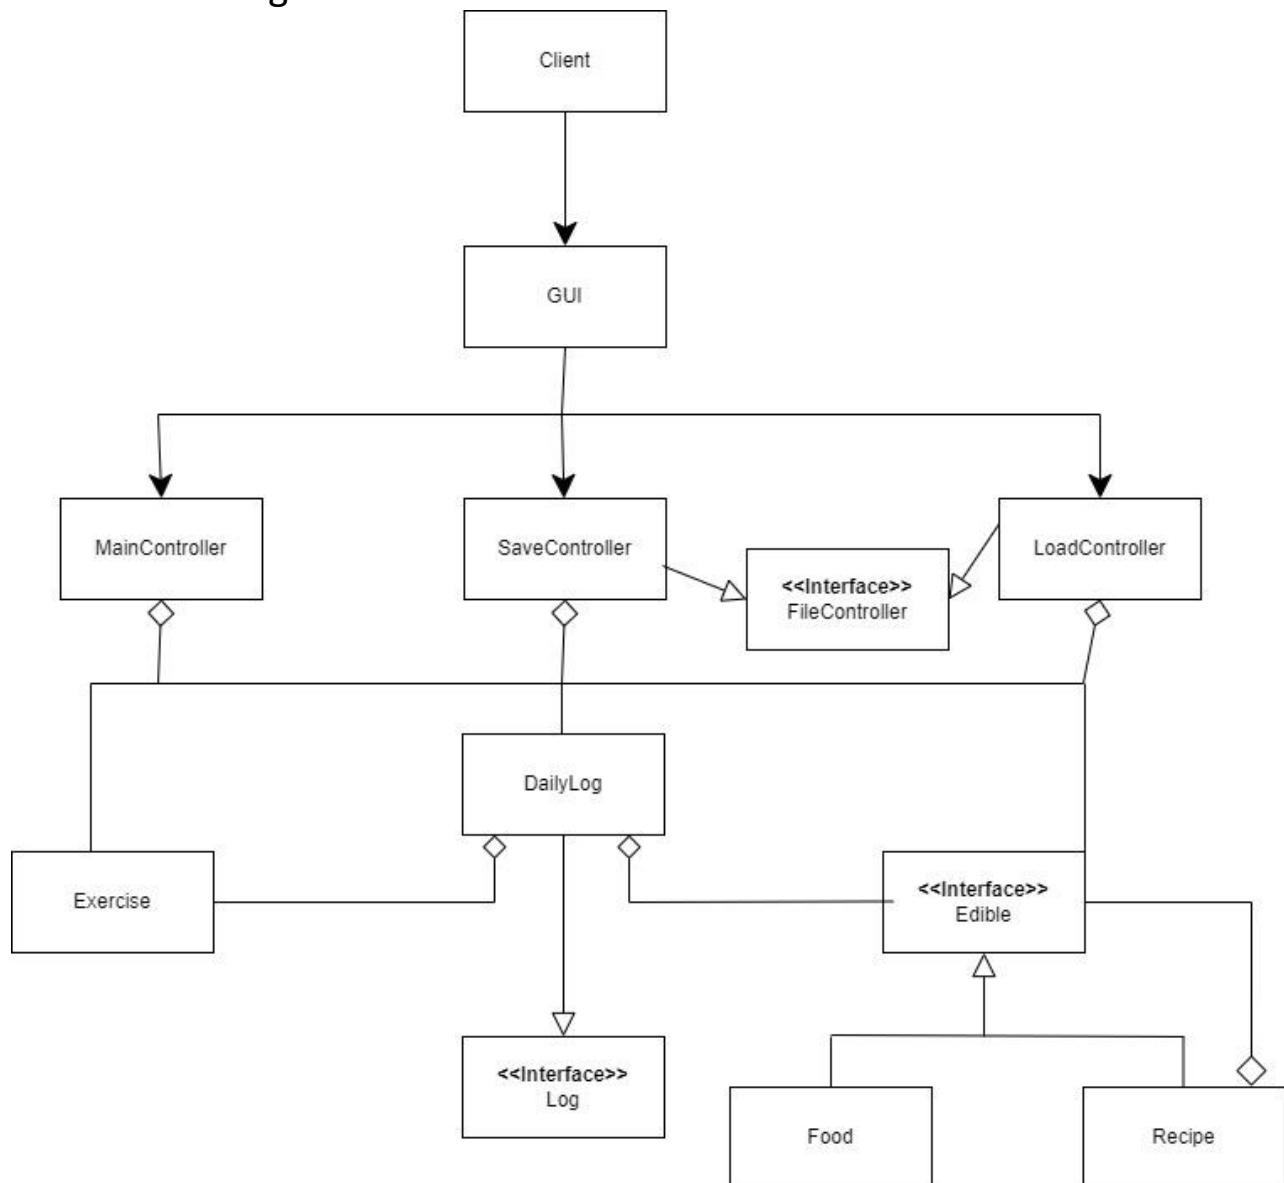 Client
GUI
MainController
SaveController
<<Interface>>
FileController
LoadController
DailyLog
Exercise
<<Interface>>
Edible
<<Interface>>
Log
Food
Recipe